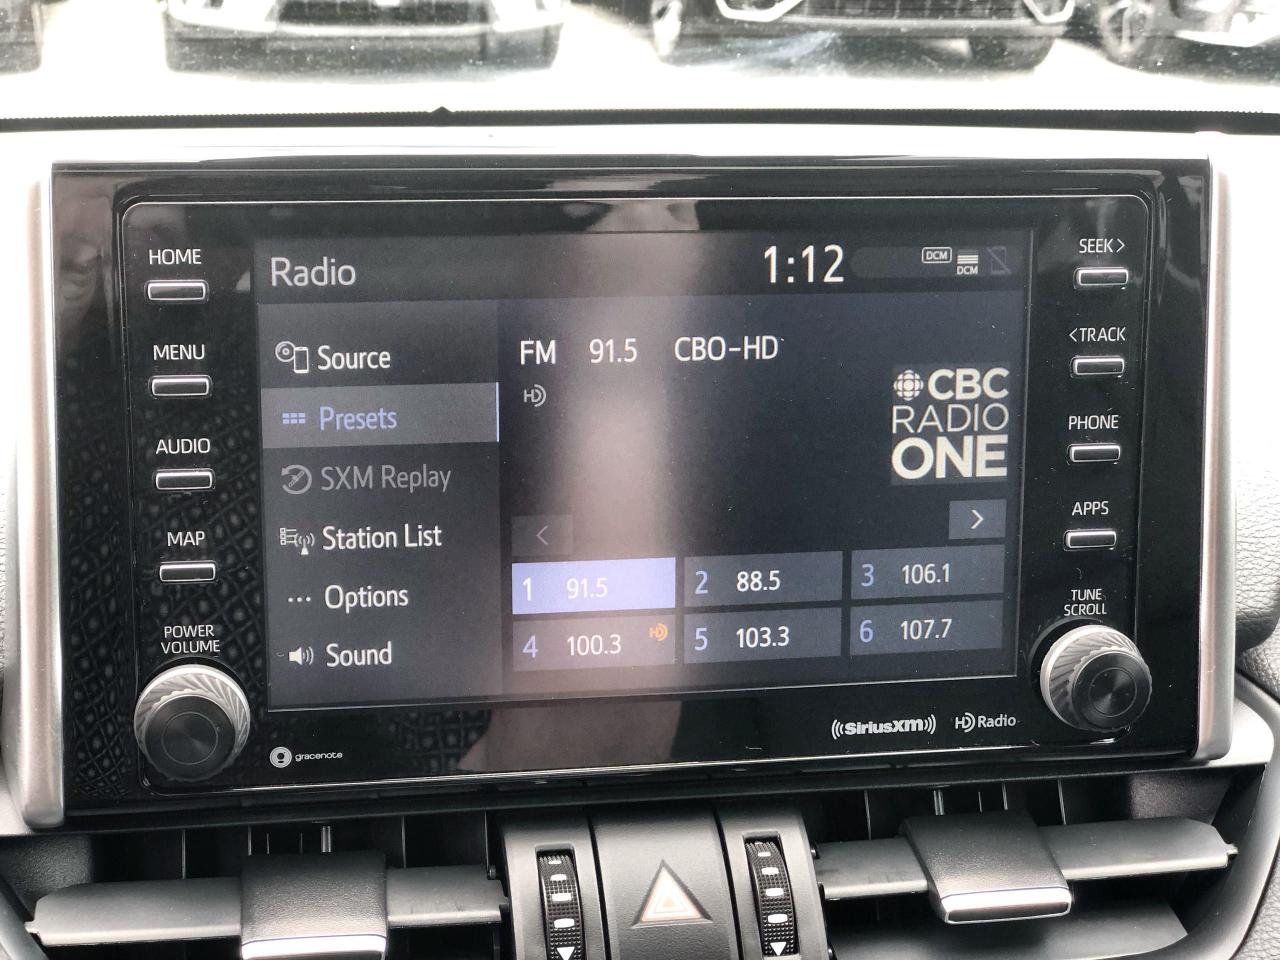 HOME
MENU
AUDIO
MAP
POWER
VOLUME
Radio
1:12
DCM
DCM
Source
Presets
SXM Replay
Station List
Options
Sound
FM 91.5 CBO-HD
HD
CBC
RADIO
ONE
<
>
1 91.5
2 88.5
3 106.1
4 100.3 HD
5 103.3
6 107.7
SEEK>
<TRACK
PHONE
APPS
TUNE
SCROLL
gracenote
((SiriusXM))
HD Radio